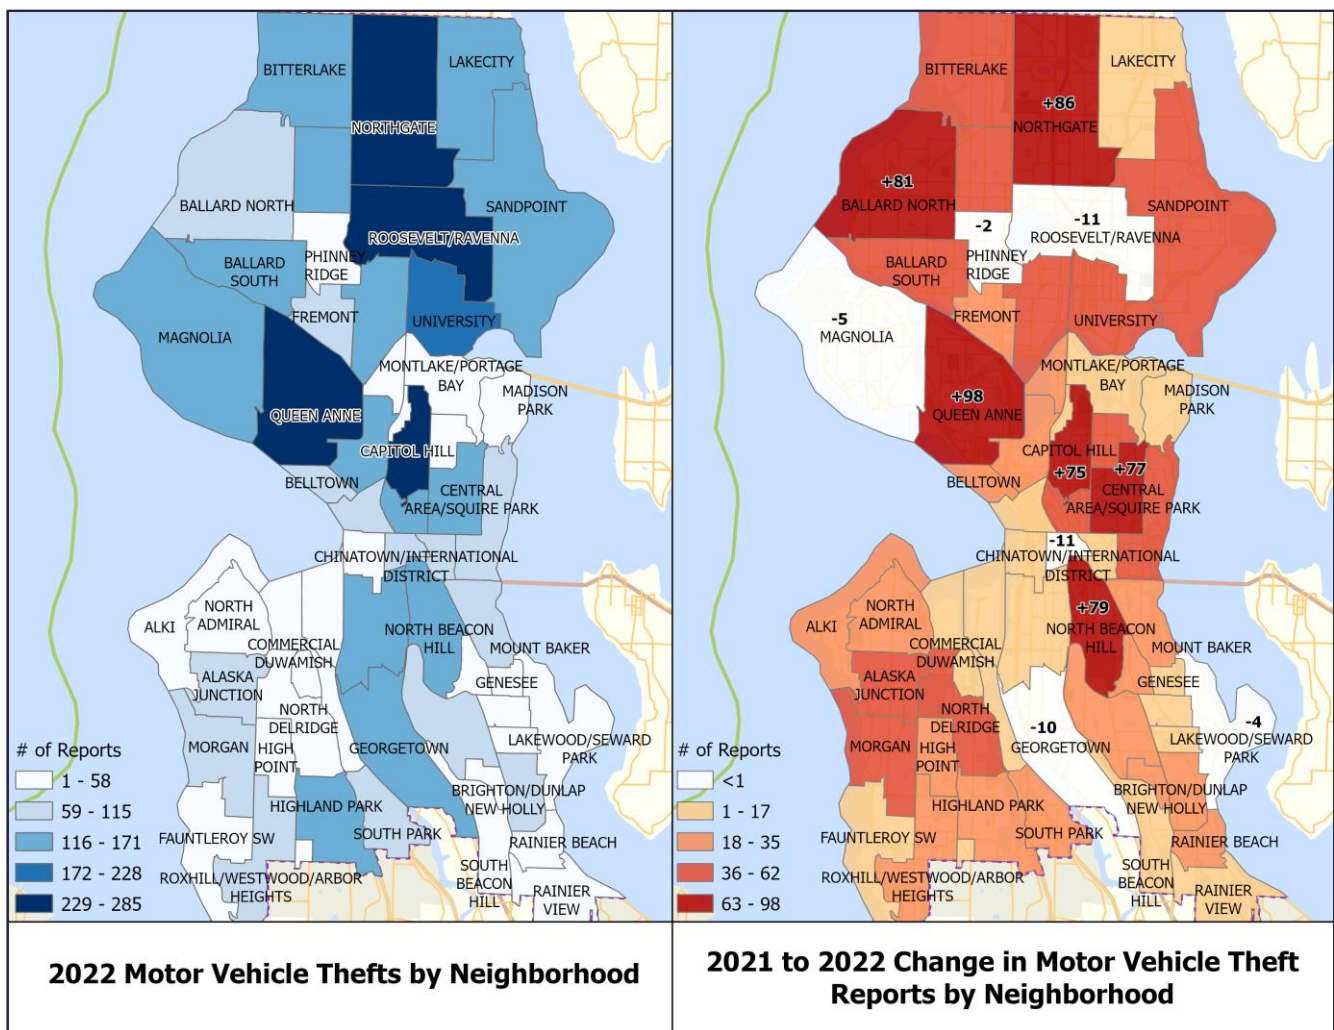 BITTERLAKE
LAKECITY
NORTHGATE
BALLARD NORTH
SANDPOINT
ROOSEVELT/RAVENNA
PHINNEY
RIDGE
BALLARD
SOUTH
FREMONT
UNIVERSITY
MAGNOLIA
MONTLAKE/PORTAGE
BAY
MADISON
PARK
QUEEN ANNE
CAPITOL HILL
BELLTOWN
CENTRAL
AREA/SQUIRE PARK
CHINATOWN/INTERNATIONAL
DISTRICT
NORTH
ADMIRAL
ALKI
COMMERCIAL
DUWAMISH
NORTH BEACON
HILL
MOUNT BAKER
ALASKA
JUNCTION
GENESEE
NORTH
DELRIDGE
MORGAN
HIGH
POINT
GEORGETOWN
LAKEWOOD/SEWARD
PARK
BRIGHTON/DUNLAP
NEW HOLLY
HIGHLAND PARK
FAUNTLEROY SW
SOUTH PARK
RAINIER BEACH
ROXHILL/WESTWOOD/ARBOR
HEIGHTS
SOUTH
BEACON
HILL
RAINIER
VIEW
# of Reports
1 - 58
59 - 115
116 - 171
172 - 228
229 - 285
2022 Motor Vehicle Thefts by Neighborhood
BITTERLAKE
LAKECITY
+86
NORTHGATE
+81
BALLARD NORTH
SANDPOINT
-2
-11
ROOSEVELT/RAVENNA
PHINNEY
RIDGE
BALLARD
SOUTH
FREMONT
UNIVERSITY
-5
MAGNOLIA
MONTLAKE/PORTAGE
BAY
MADISON
PARK
+98
QUEEN ANNE
CAPITOL HILL
+75
+77
BELLTOWN
CENTRAL
AREA/SQUIRE PARK
-11
CHINATOWN/INTERNATIONAL
DISTRICT
NORTH
ADMIRAL
ALKI
+79
COMMERCIAL
DUWAMISH
NORTH BEACON
HILL
MOUNT BAKER
ALASKA
JUNCTION
GENESEE
NORTH
DELRIDGE
-10
-4
MORGAN
HIGH
POINT
GEORGETOWN
LAKEWOOD/SEWARD
PARK
BRIGHTON/DUNLAP
NEW HOLLY
HIGHLAND PARK
FAUNTLEROY SW
SOUTH PARK
RAINIER BEACH
ROXHILL/WESTWOOD/ARBOR
HEIGHTS
SOUTH
BEACON
HILL
RAINIER
VIEW
# of Reports
<1
1 - 17
18 - 35
36 - 62
63 - 98
2021 to 2022 Change in Motor Vehicle Theft
Reports by Neighborhood